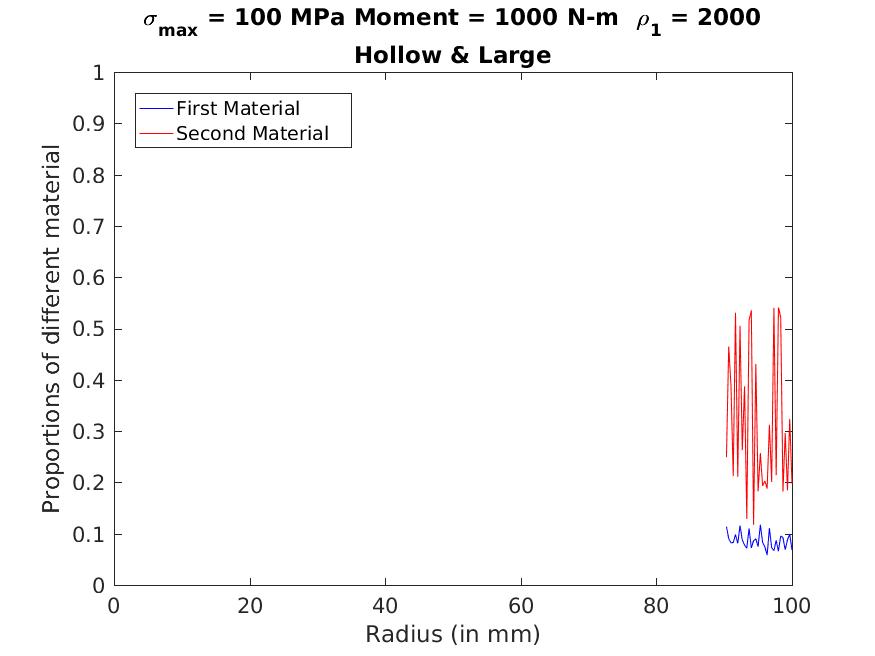 σmax = 100 MPa Moment = 1000 N-m ρ1 = 2000
Hollow & Large
First Material
Second Material
Proportions of different material
1
0.9
0.8
0.7
0.6
0.5
0.4
0.3
0.2
0.1
0
0 20 40 60 80 100
Radius (in mm)